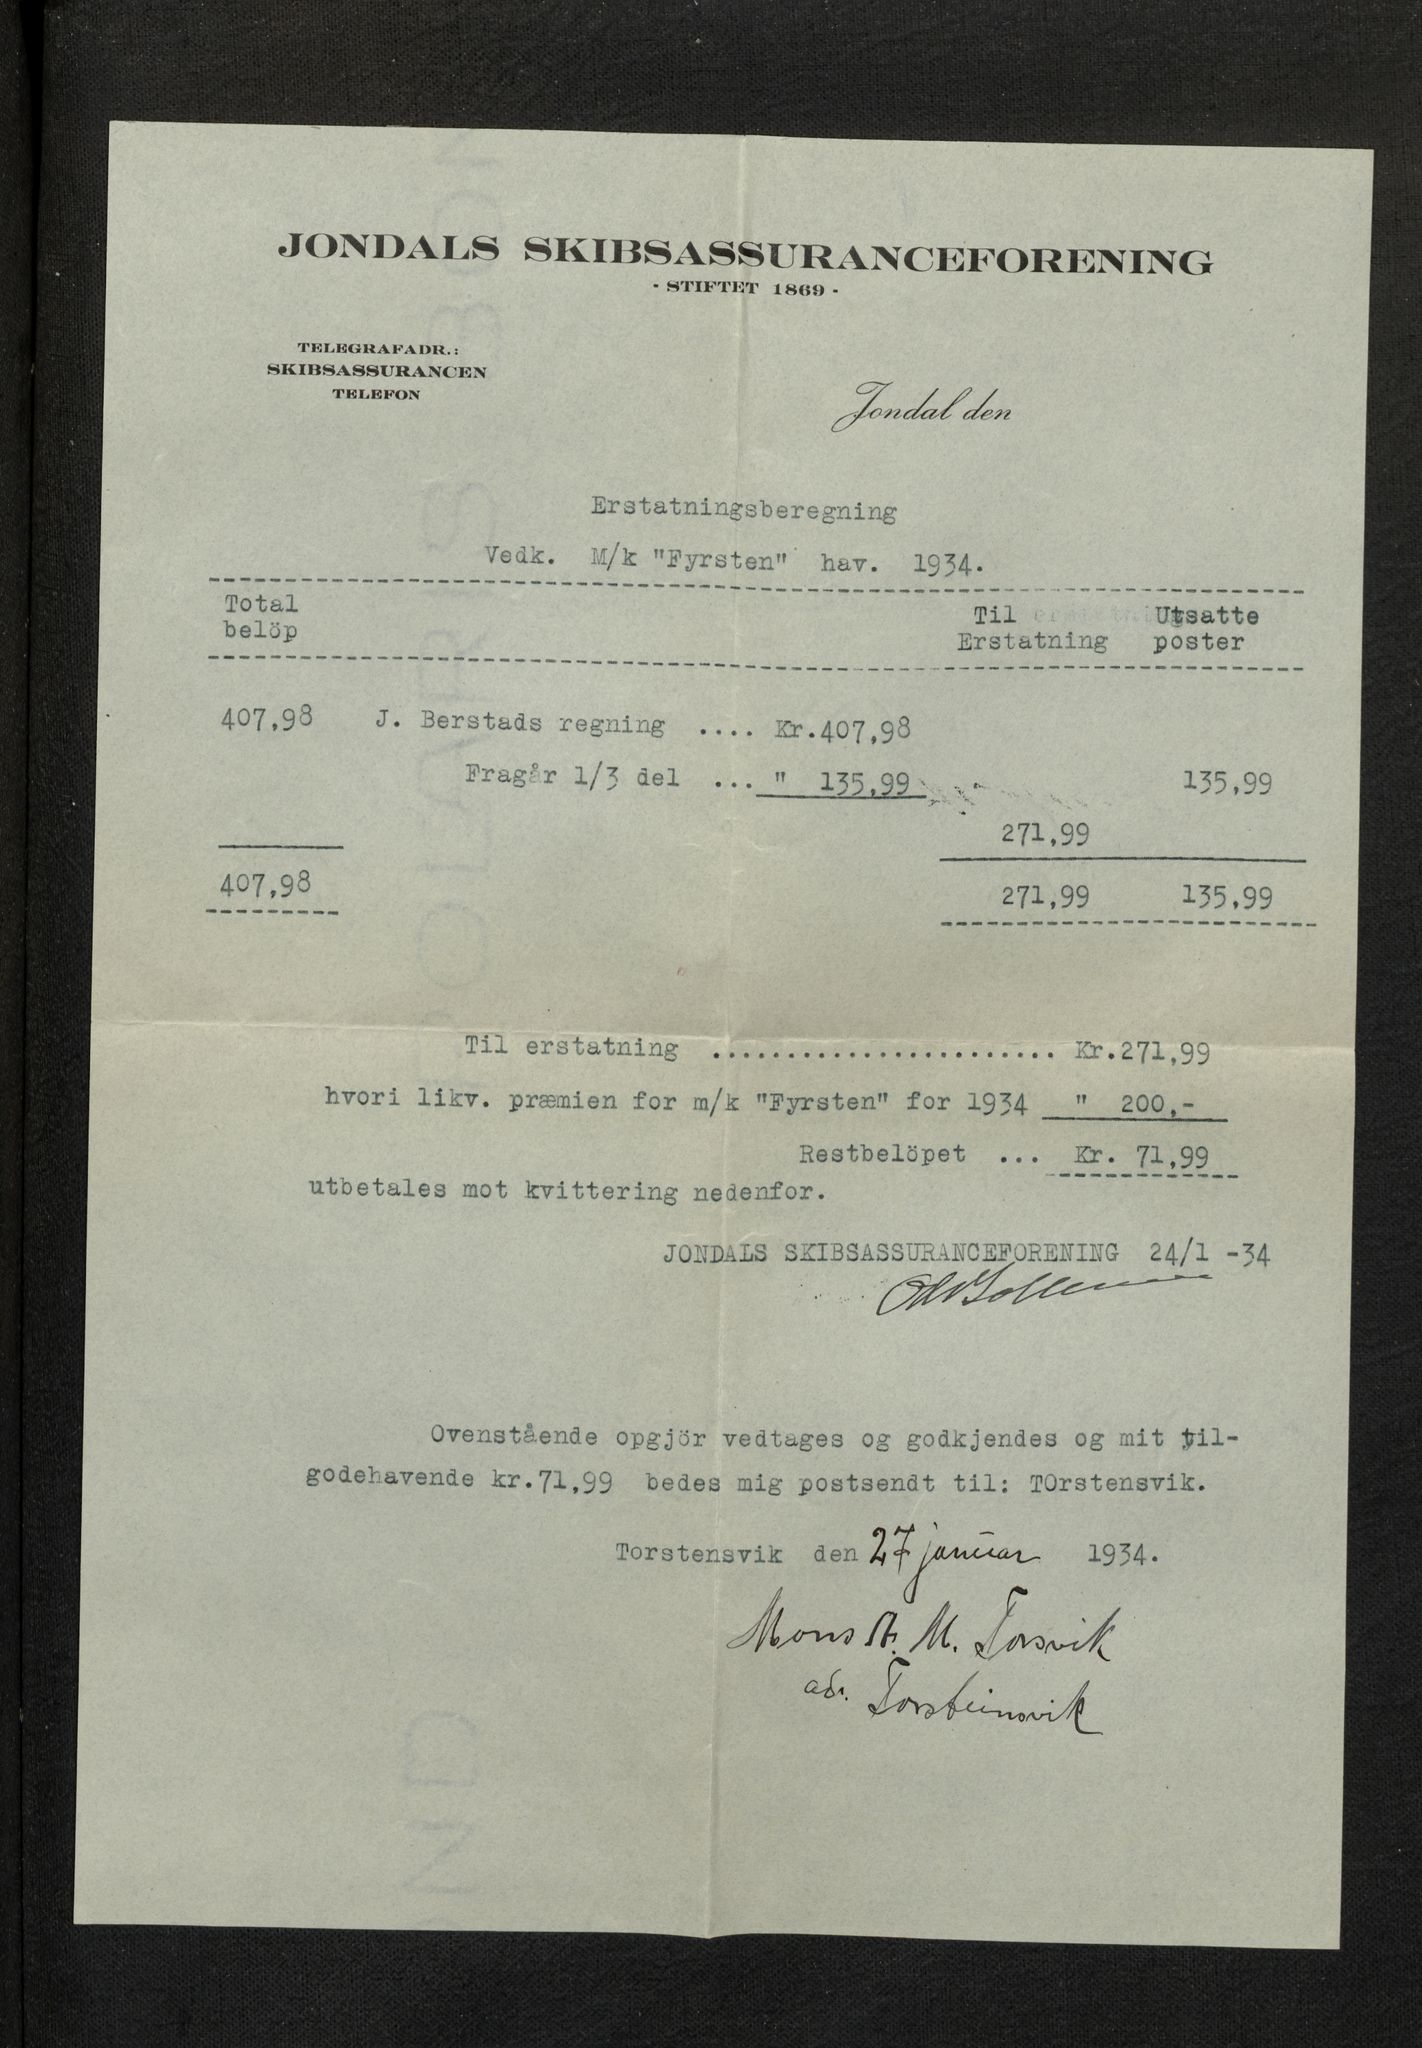 JONDALS SKIBSASSURANCEFORENING
- STIFTET 1869 -
TELEGRAFADR.:
SKIBSASSURANCEN
TELEFON
Jondal den
Erstatningsberegning
Vedk. M/k "Fyrsten" hav. 1934.
Total belöp Til Erstatning Utsatte poster
407,98 J. Berstads regning .... Kr.407,98
Fragår 1/3 del ... " 135,99 135,99
271,99
407,98 271,99 135,99
Til erstatning ....................... Kr.271,99
hvori likv. præmien for m/k "Fyrsten" for 1934 " 200,-
Restbelöpet ... Kr. 71,99
utbetales mot kvittering nedenfor.
JONDALS SKIBSASSURANCEFORENING 24/1 -34
Ovenstående opgjör vedtages og godkjendes og mit til-
godehavende kr.71,99 bedes mig postsendt til: TOrstensvik.
Torstensvik den 27 januar 1934.
Mons A. M. Torsvik
adr. Torsteinsvik